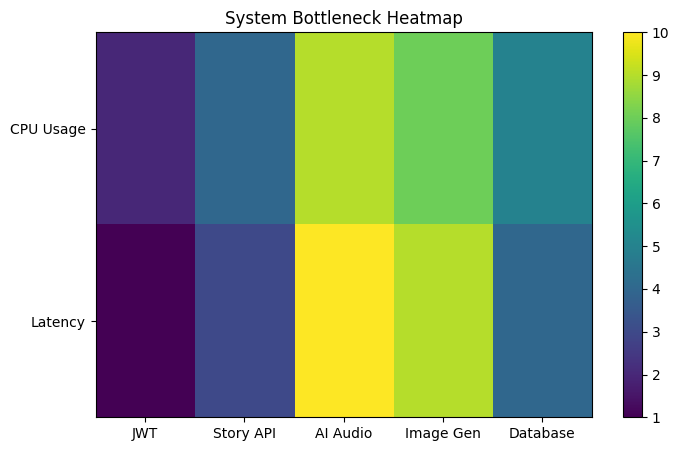 System Bottleneck Heatmap
CPU Usage
Latency
JWT
Story API
AI Audio
Image Gen
Database
10
9
8
7
6
5
4
3
2
1